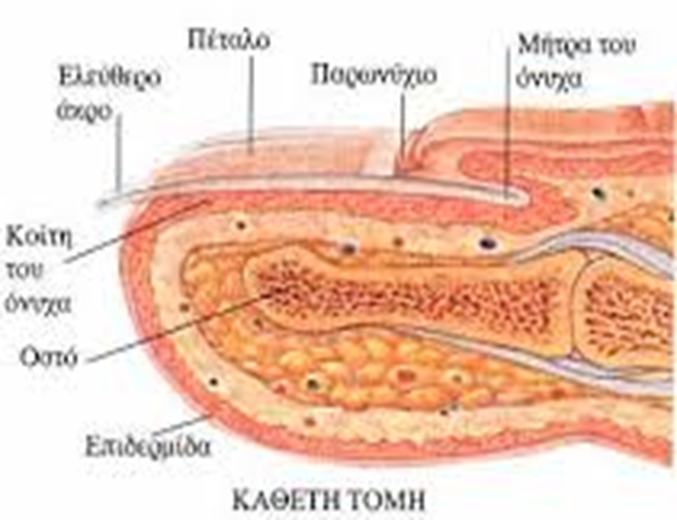 Πέταλο
Μήτρα του
όνυχα
Ελεύθερο
άκρο
Παρωνύχιο
Κοίτη
του
όνυχα
Οστό
Επιδερμίδα
ΚΑΘΕΤΗ ΤΟΜΗ